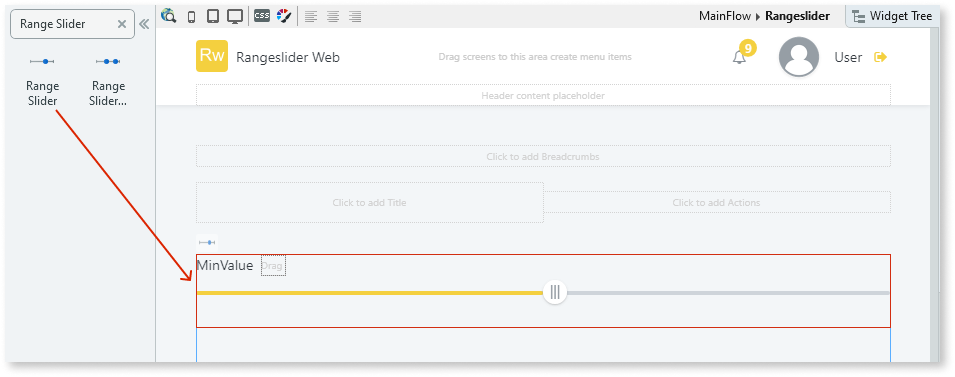 Range Slider
CSS
MainFlow Rangeslider
Widget Tree
Range Slider
Range Slider...
Rw
Rangeslider Web
Drag screens to this area create menu items
9
User
Header content placeholder
Click to add Breadcrumbs
Click to add Title
Click to add Actions
MinValue
Drag